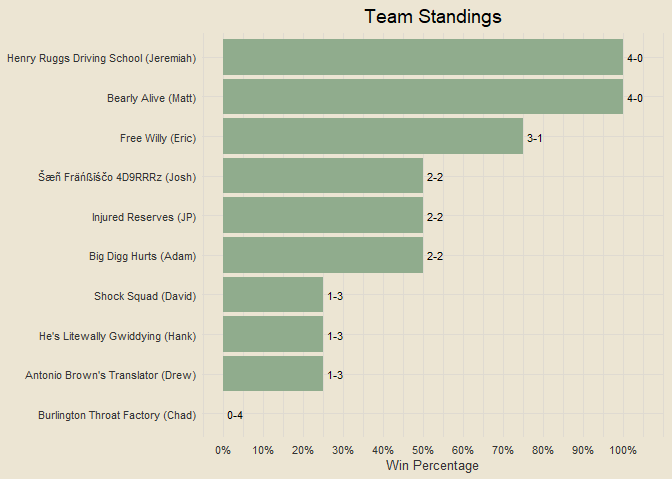 Team Standings
Henry Ruggs Driving School (Jeremiah) 4-0
Bearly Alive (Matt) 4-0
Free Willy (Eric) 3-1
Šæñ Fráńßïśčo 4D9RRRz (Josh) 2-2
Injured Reserves (JP) 2-2
Big Digg Hurts (Adam) 2-2
Shock Squad (David) 1-3
He's Litewally Gwiddying (Hank) 1-3
Antonio Brown's Translator (Drew) 1-3
Burlington Throat Factory (Chad) 0-4
0% 10% 20% 30% 40% 50% 60% 70% 80% 90% 100%
Win Percentage